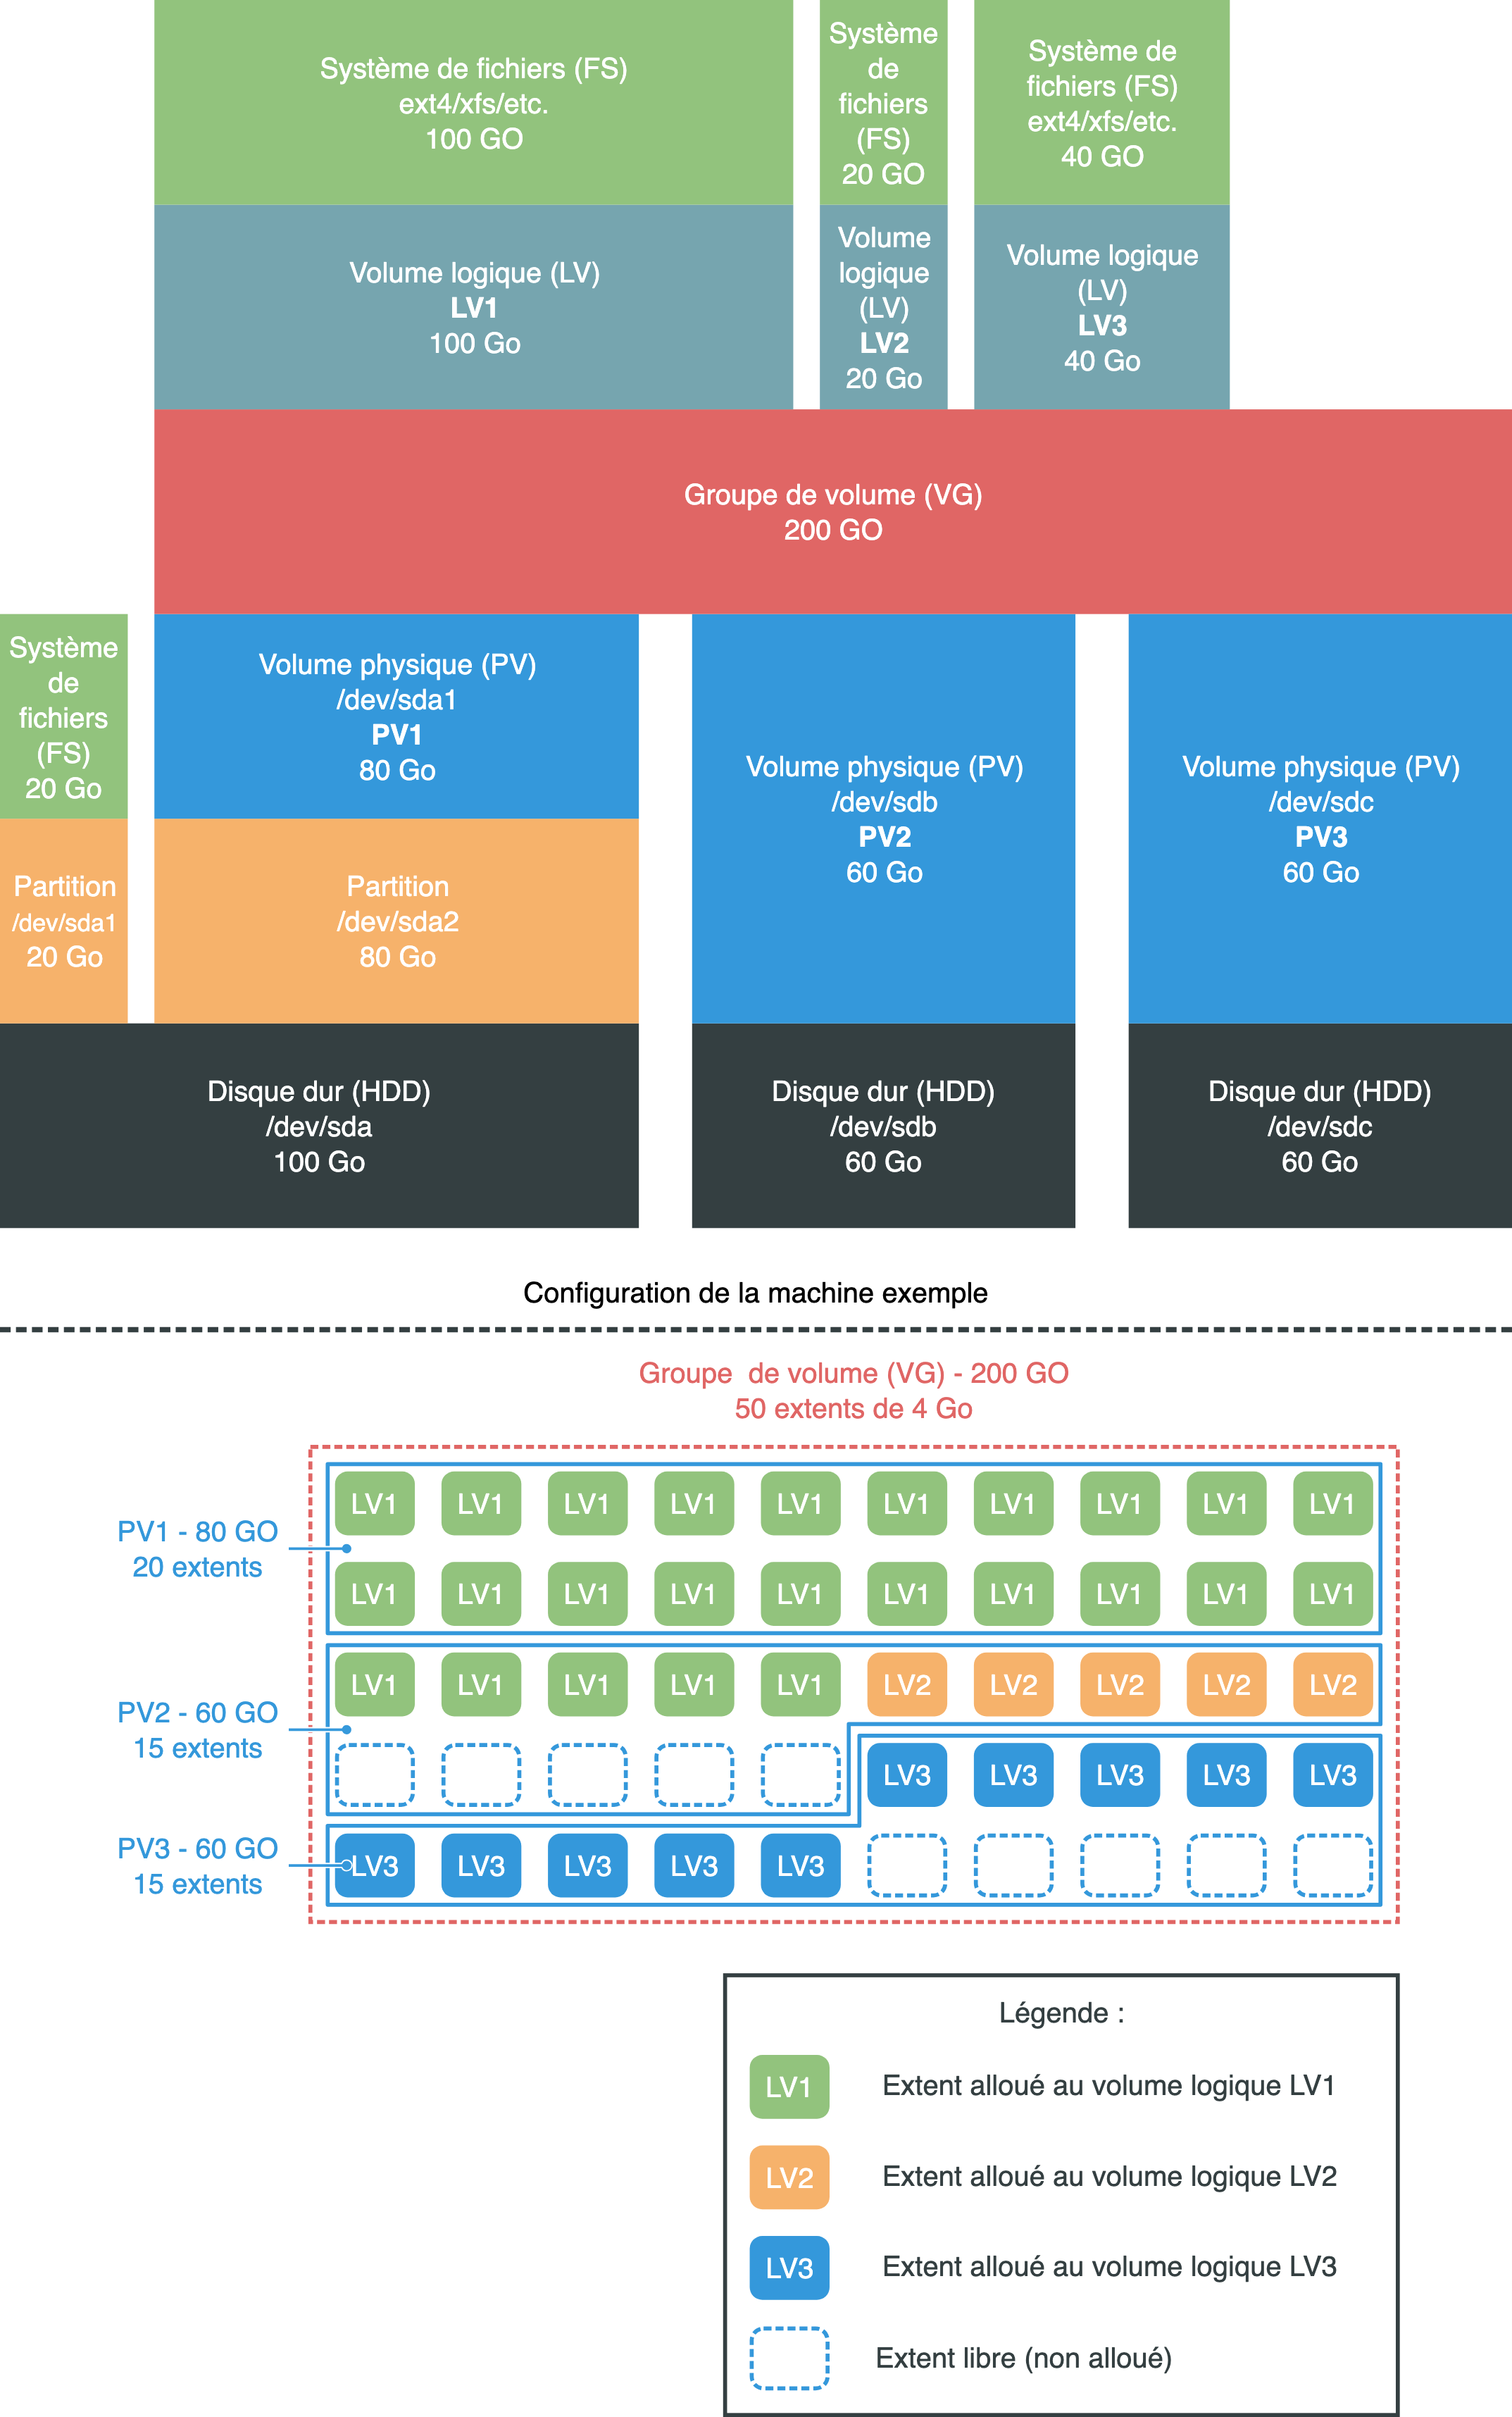 Système de fichiers (FS)
ext4/xfs/etc.
100 GO
Système
de
fichiers
(FS)
20 GO
Système de
fichiers (FS)
ext4/xfs/etc.
40 GO
Volume logique (LV)
LV1
100 Go
Volume
logique
(LV)
LV2
20 Go
Volume logique
(LV)
LV3
40 Go
Groupe de volume (VG)
200 GO
Système
de
fichiers
(FS)
20 Go
Volume physique (PV)
/dev/sda1
PV1
80 Go
Volume physique (PV)
/dev/sdb
PV2
60 Go
Volume physique (PV)
/dev/sdc
PV3
60 Go
Partition
/dev/sda1
20 Go
Partition
/dev/sda2
80 Go
Disque dur (HDD)
/dev/sda
100 Go
Disque dur (HDD)
/dev/sdb
60 Go
Disque dur (HDD)
/dev/sdc
60 Go
Configuration de la machine exemple
Groupe  de volume (VG) - 200 GO
50 extents de 4 Go
PV1 - 80 GO
20 extents
LV1 LV1 LV1 LV1 LV1 LV1 LV1 LV1 LV1 LV1
LV1 LV1 LV1 LV1 LV1 LV1 LV1 LV1 LV1 LV1
PV2 - 60 GO
15 extents
LV1 LV1 LV1 LV1 LV1 LV2 LV2 LV2 LV2 LV2
LV3 LV3 LV3 LV3 LV3
PV3 - 60 GO
15 extents
LV3 LV3 LV3 LV3 LV3
Légende :
LV1 Extent alloué au volume logique LV1
LV2 Extent alloué au volume logique LV2
LV3 Extent alloué au volume logique LV3
Extent libre (non alloué)